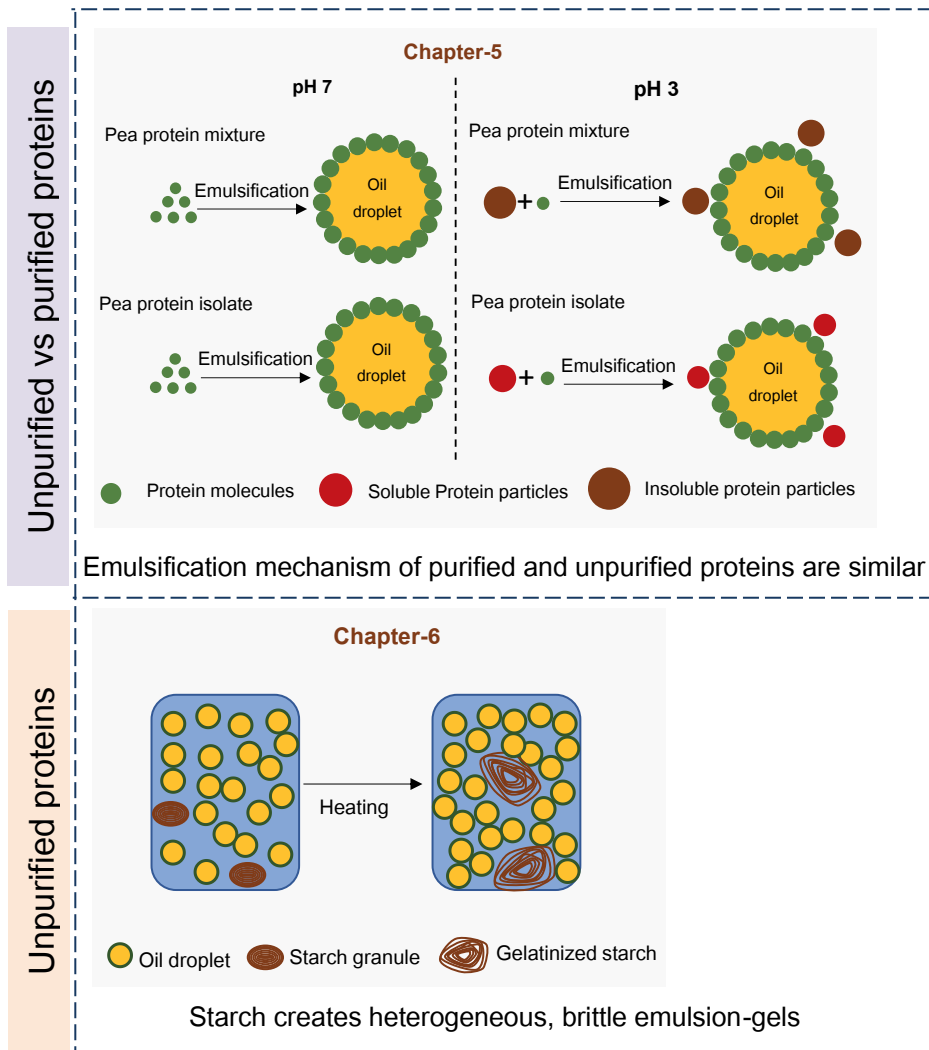 Unpurified vs purified proteins
Chapter-5
pH 7
pH 3
Pea protein mixture
Emulsification
Oil
droplet
Pea protein mixture
+
Emulsification
Oil
droplet
Pea protein isolate
Emulsification
Oil
droplet
Pea protein isolate
+
Emulsification
Oil
droplet
Protein molecules
Soluble Protein particles
Insoluble protein particles
Emulsification mechanism of purified and unpurified proteins are similar
Unpurified proteins
Chapter-6
Heating
Oil droplet
Starch granule
Gelatinized starch
Starch creates heterogeneous, brittle emulsion-gels